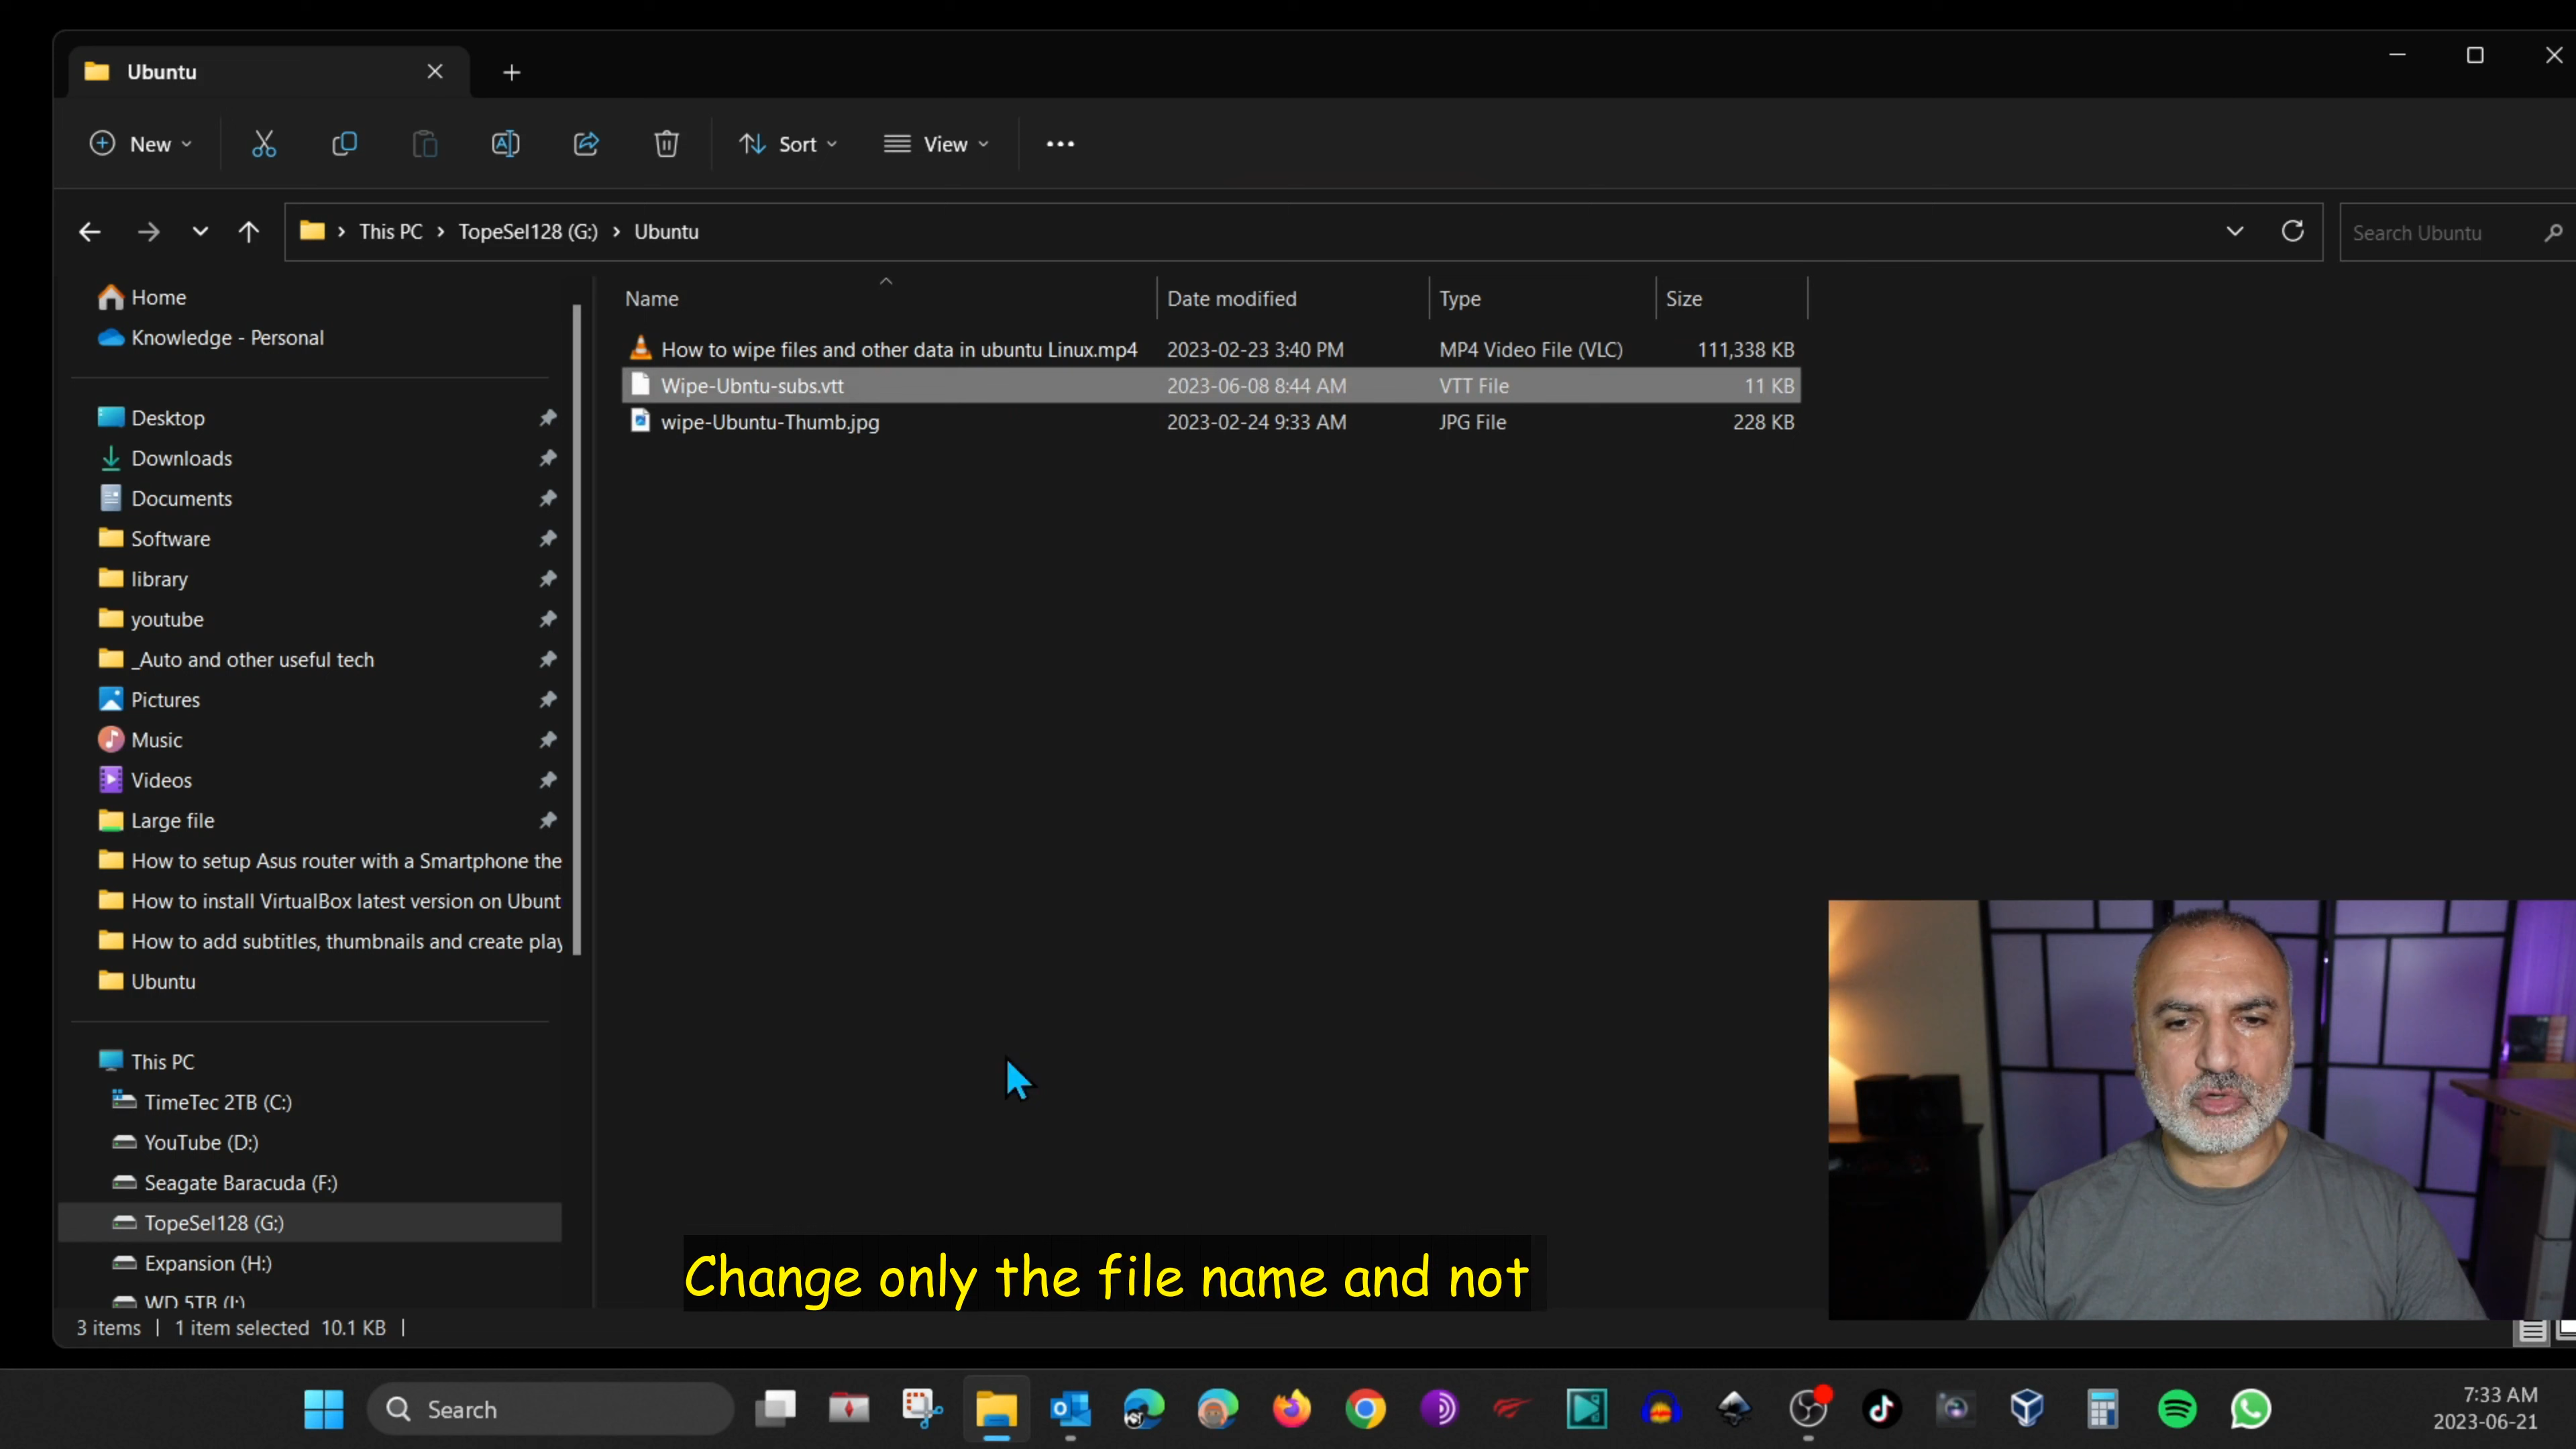 Ubuntu
New
Sort
View
This PC > TopeSel128 (G:) > Ubuntu
Search Ubuntu
Name Date modified Type Size
How to wipe files and other data in ubuntu Linux.mp4 2023-02-23 3:40 PM MP4 Video File (VLC) 111,338 KB
Wipe-Ubntu-subs.vtt 2023-06-08 8:44 AM VTT File 11 KB
wipe-Ubuntu-Thumb.jpg 2023-02-24 9:33 AM JPG File 228 KB
Home
Knowledge - Personal
Desktop
Downloads
Documents
Software
library
youtube
_Auto and other useful tech
Pictures
Music
Videos
Large file
How to setup Asus router with a Smartphone the
How to install VirtualBox latest version on Ubunt
How to add subtitles, thumbnails and create play
Ubuntu
This PC
TimeTec 2TB (C:)
YouTube (D:)
Seagate Baracuda (F:)
TopeSel128 (G:)
Expansion (H:)
WD 5TB (I:)
Change only the file name and not
3 items | 1 item selected 10.1 KB |
Search
7:33 AM
2023-06-21